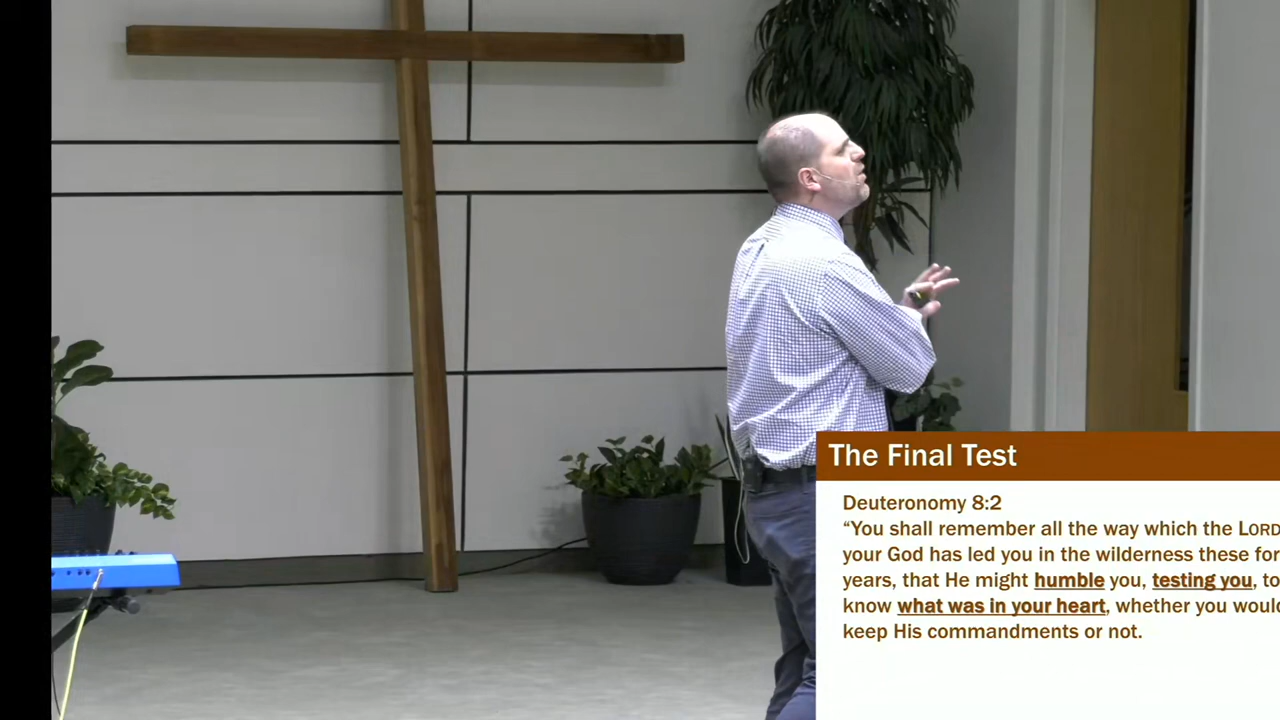 The Final Test
Deuteronomy 8:2
“You shall remember all the way which the LORD
your God has led you in the wilderness these for
years, that He might humble you, testing you, to
know what was in your heart, whether you would
keep His commandments or not.